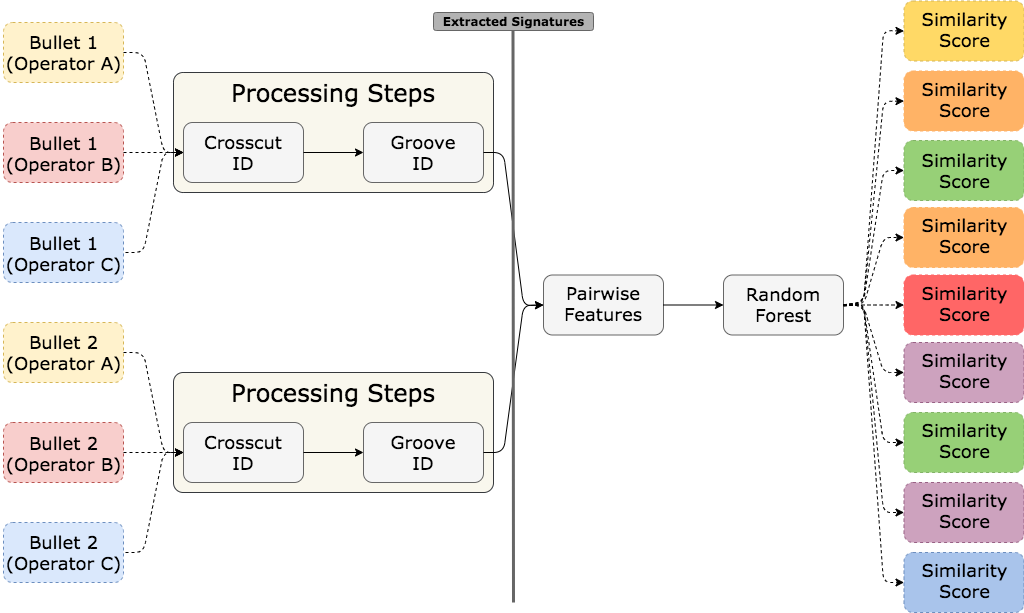 Extracted Signatures
Bullet 1
(Operator A)
Bullet 1
(Operator B)
Bullet 1
(Operator C)
Processing Steps
Crosscut
ID
Groove
ID
Bullet 2
(Operator A)
Bullet 2
(Operator B)
Bullet 2
(Operator C)
Processing Steps
Crosscut
ID
Groove
ID
Pairwise
Features
Random
Forest
Similarity
Score
Similarity
Score
Similarity
Score
Similarity
Score
Similarity
Score
Similarity
Score
Similarity
Score
Similarity
Score
Similarity
Score